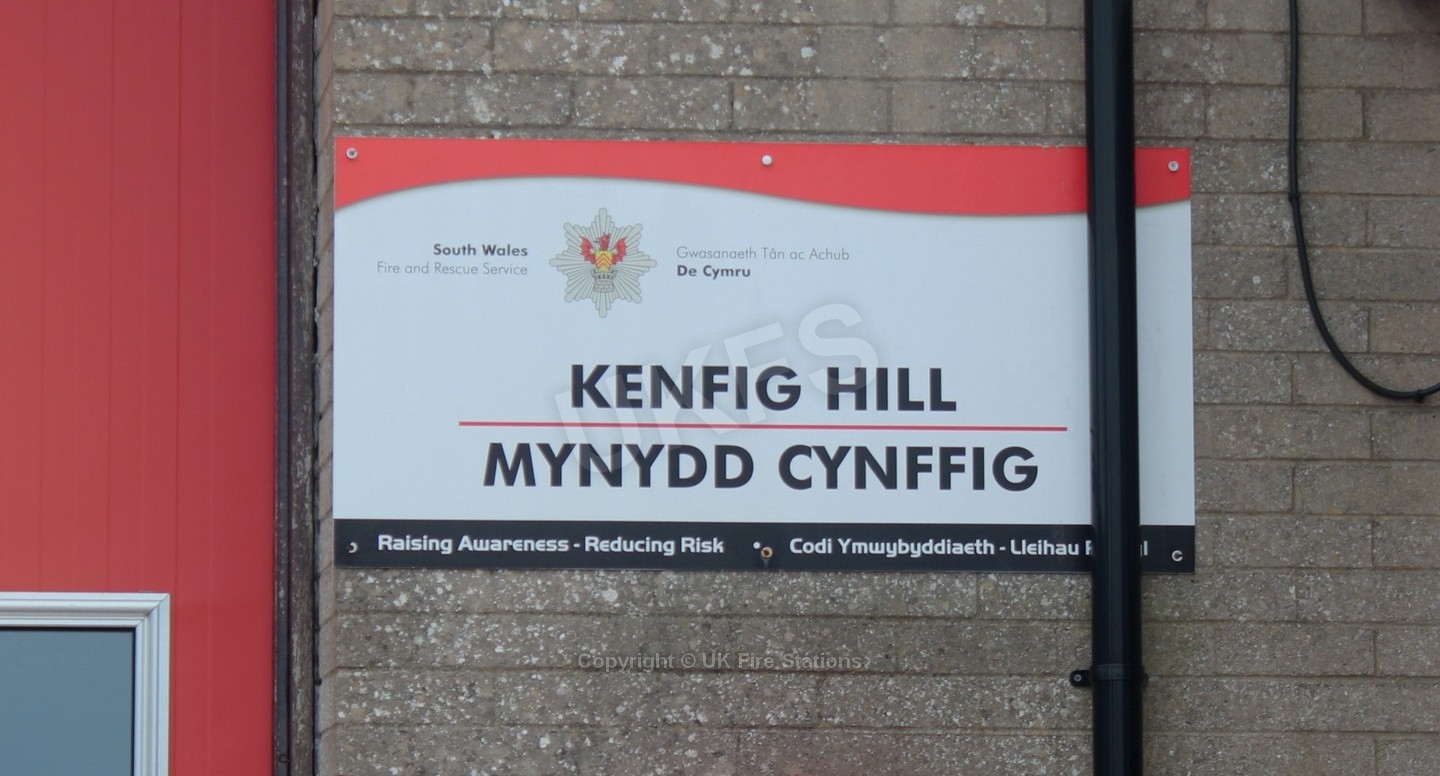 South Wales
Fire and Rescue Service
Gwasanaeth Tân ac Achub
De Cymru
KENFIG HILL
MYNYDD CYNFFIG
Raising Awareness - Reducing Risk • Codi Ymwybyddiaeth - Lleihau
UKFS
Copyright © UK Fire Stations